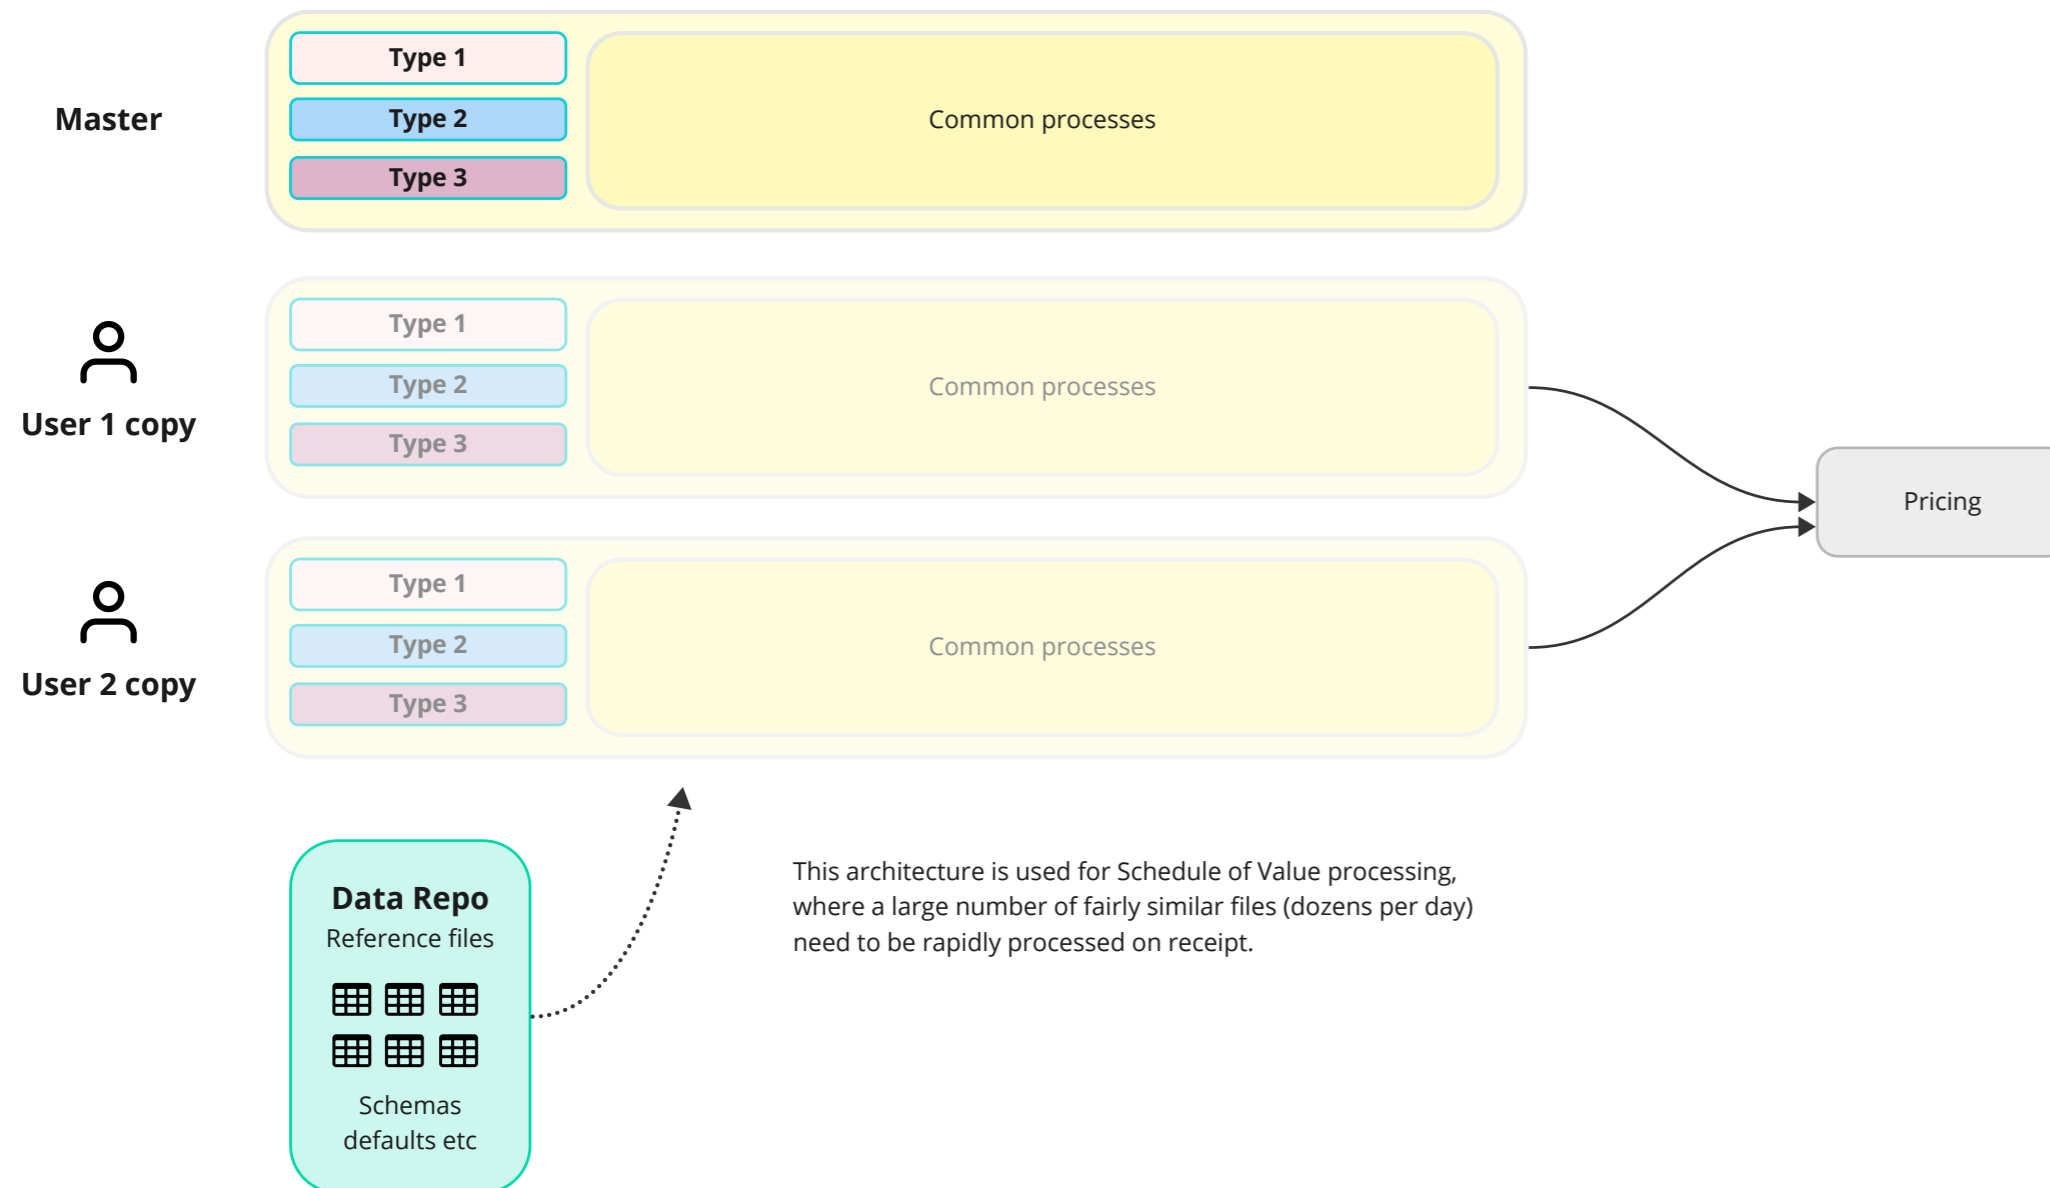 Master
Type 1
Type 2
Type 3
Common processes
User 1 copy
Type 1
Type 2
Type 3
Common processes
Pricing
User 2 copy
Type 1
Type 2
Type 3
Common processes
Data Repo
Reference files
Schemas
defaults etc
This architecture is used for Schedule of Value processing,
where a large number of fairly similar files (dozens per day)
need to be rapidly processed on receipt.